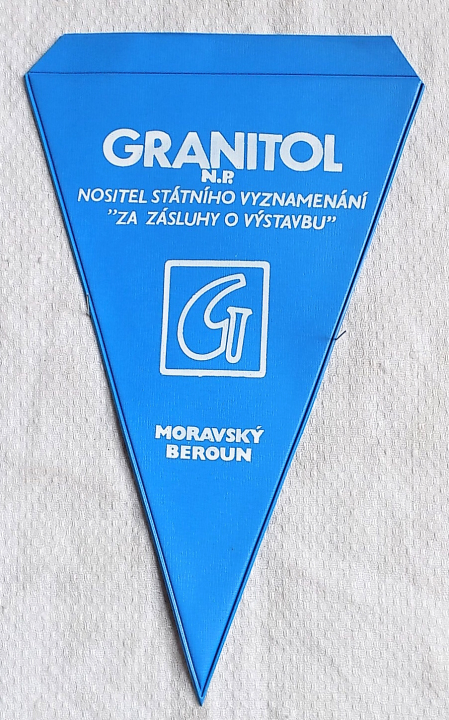 GRANITOL
N.P.
NOSITEL STÁTNÍHO VYZNAMENÁNÍ
"ZA ZÁSLUHY O VÝSTAVBU"
MORAVSKÝ
BEROUN